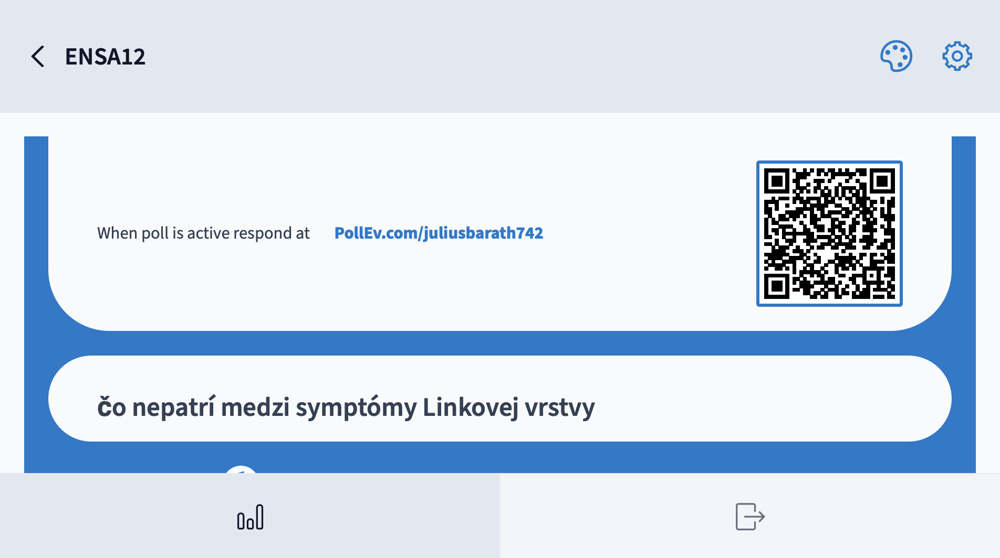 ENSA12
When poll is active respond at PollEv.com/juliusbarath742
čo nepatrí medzi symptómy Linkovej vrstvy